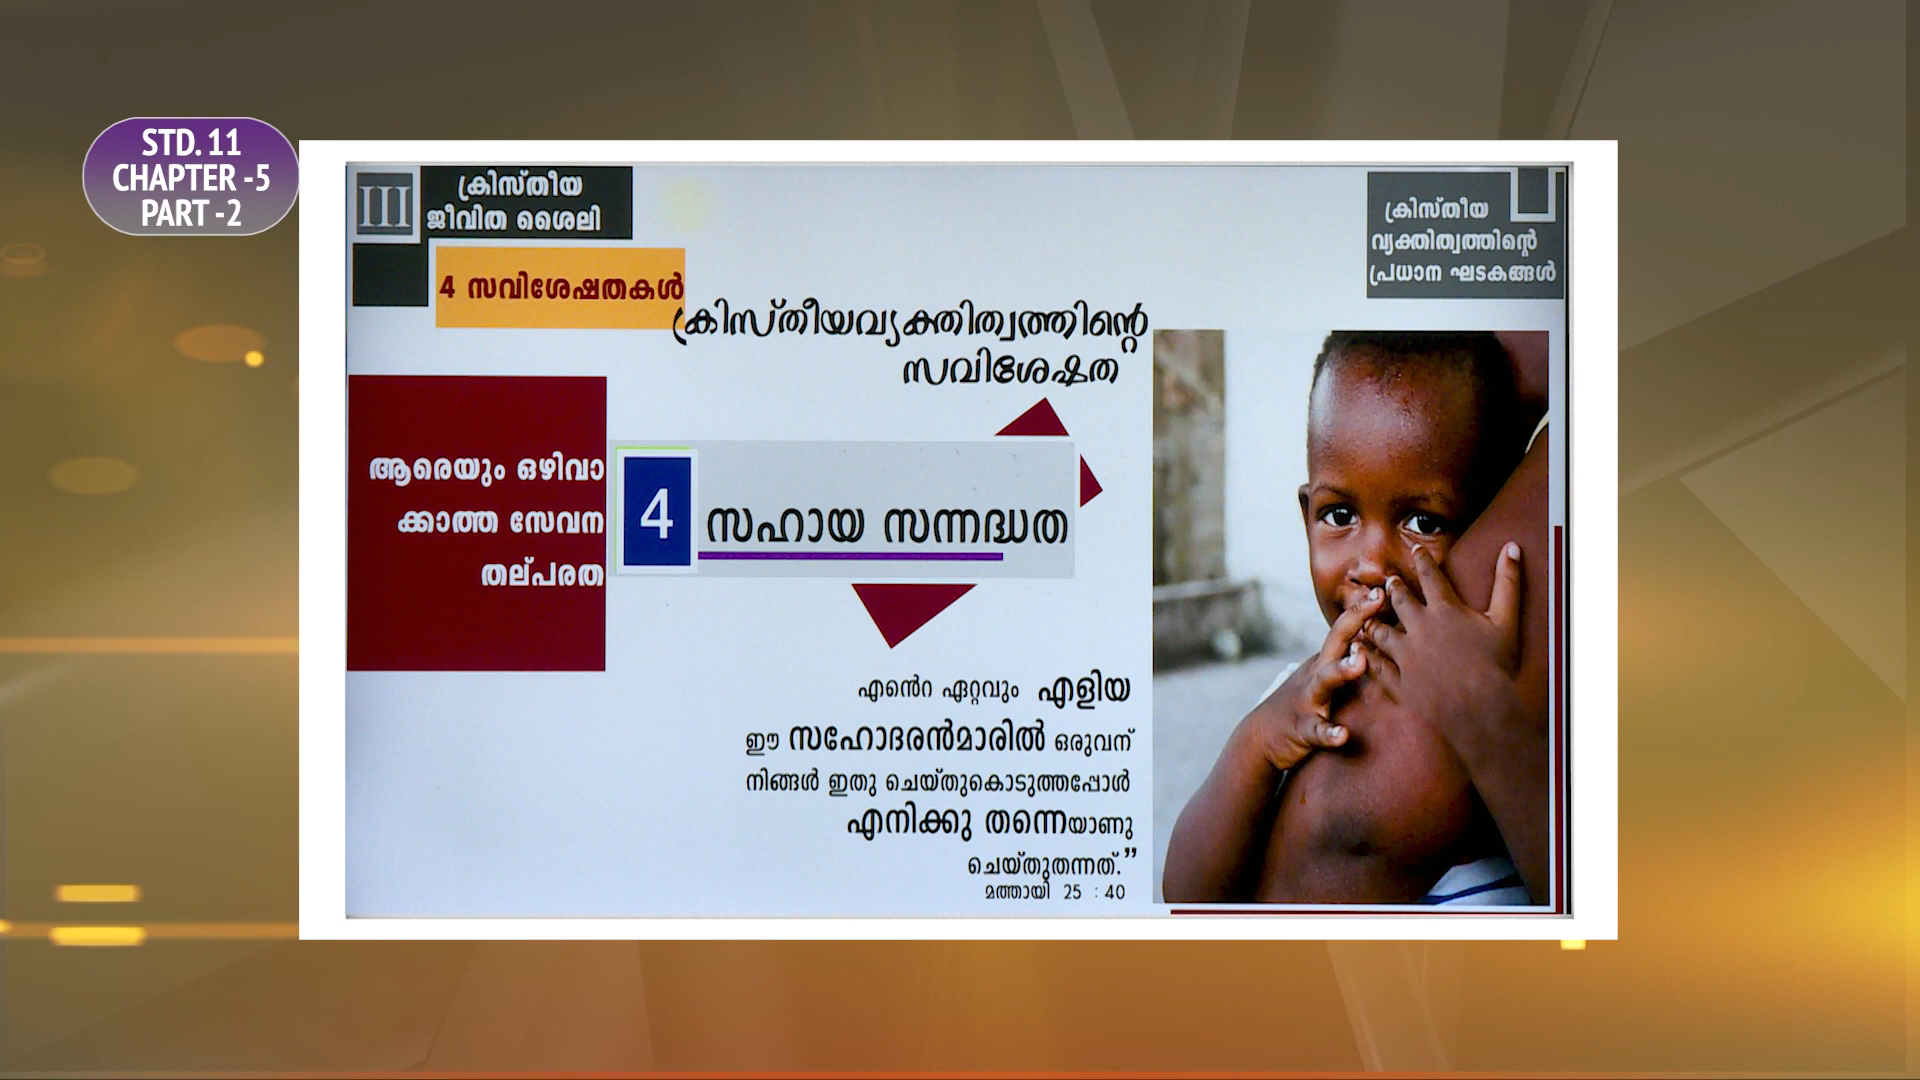 STD. 11
CHAPTER -5
PART -2
III
ക്രിസ്തീയ
ജീവിത ശൈലി
ക്രിസ്തീയ
വ്യക്തിത്വത്തിന്റെ
പ്രധാന ഘടകങ്ങൾ
4 സവിശേഷതകൾ
ക്രിസ്തീയവ്യക്തിത്വത്തിന്റെ
സവിശേഷത
ആരെയും ഒഴിവാ
ക്കാത്ത സേവന
തല്പരത
4
സഹായ സന്നദ്ധത
എൻെറ ഏറ്റവും എളിയ
ഈ സഹോദരൻമാരിൽ ഒരുവന്
നിങ്ങൾ ഇതു ചെയ്തുകൊടുത്തപ്പോൾ
എനിക്കു തന്നെയാണു
ചെയ്തുതന്നത്.”
മത്തായി 25 : 40